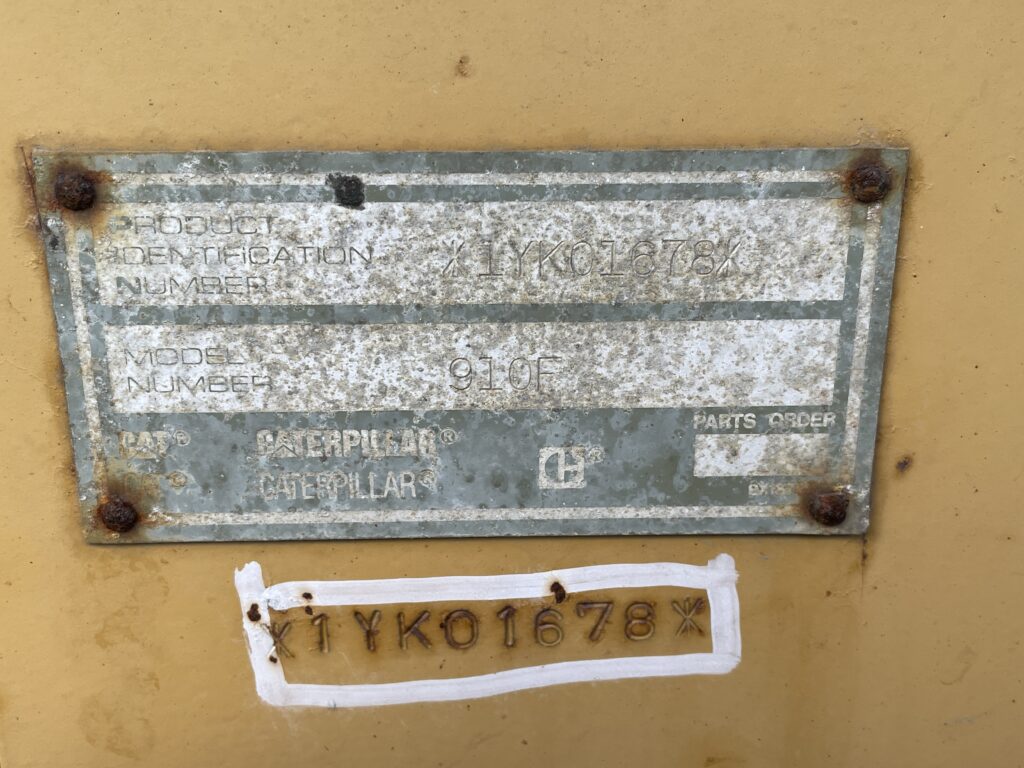 PRODUCT
IDENTIFICATION
NUMBER
*1YK01678*
MODEL
NUMBER
910F
CAT®
CATERPILLAR®
CATERPILLAR®
PARTS ORDER
*1YK01678*